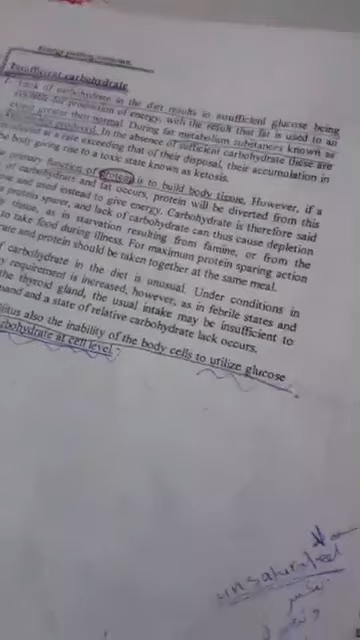 Insufficient carbohydrate
Lack of carbohydrate in the diet results in insufficient glucose being
for production of energy, with the result that fat is used to an
extent greater than normal. During fat metabolism substances known as
produced. In the absence of sufficient carbohydrate these are
at a rate exceeding that of their disposal, their accumulation in
the body giving rise to a toxic state known as ketosis.
primary function of protein is to build body tissue. However, if a
of carbohydrate and fat occurs, protein will be diverted from this
and used instead to give energy. Carbohydrate is therefore said
protein sparer, and lack of carbohydrate can thus cause depletion
tissue, as in starvation resulting from famine, or from the
to take food during illness. For maximum protein sparing action
and protein should be taken together at the same meal.
of carbohydrate in the diet is unusual. Under conditions in
requirement is increased, however, as in febrile states and
the thyroid gland, the usual intake may be insufficient to
and a state of relative carbohydrate lack occurs.
also the inability of the body cells to utilize glucose
at cell level.
unsaturated